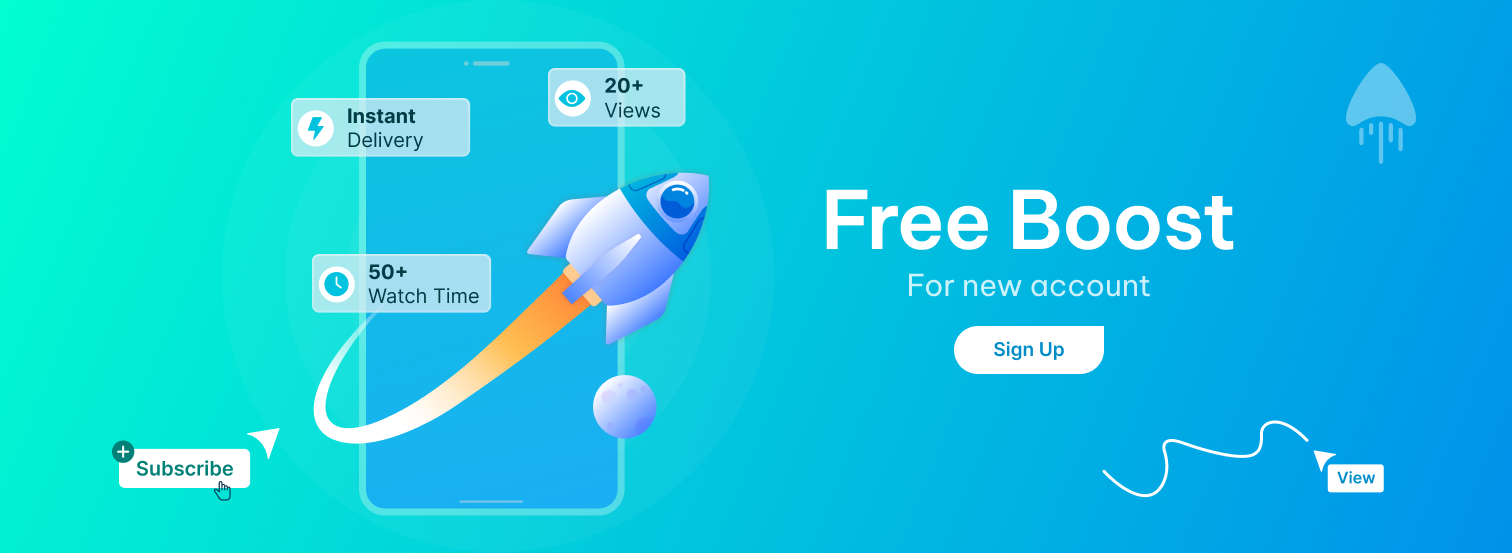 Instant
Delivery
20+
Views
50+
Watch Time
Subscribe
Free Boost
For new account
Sign Up
View